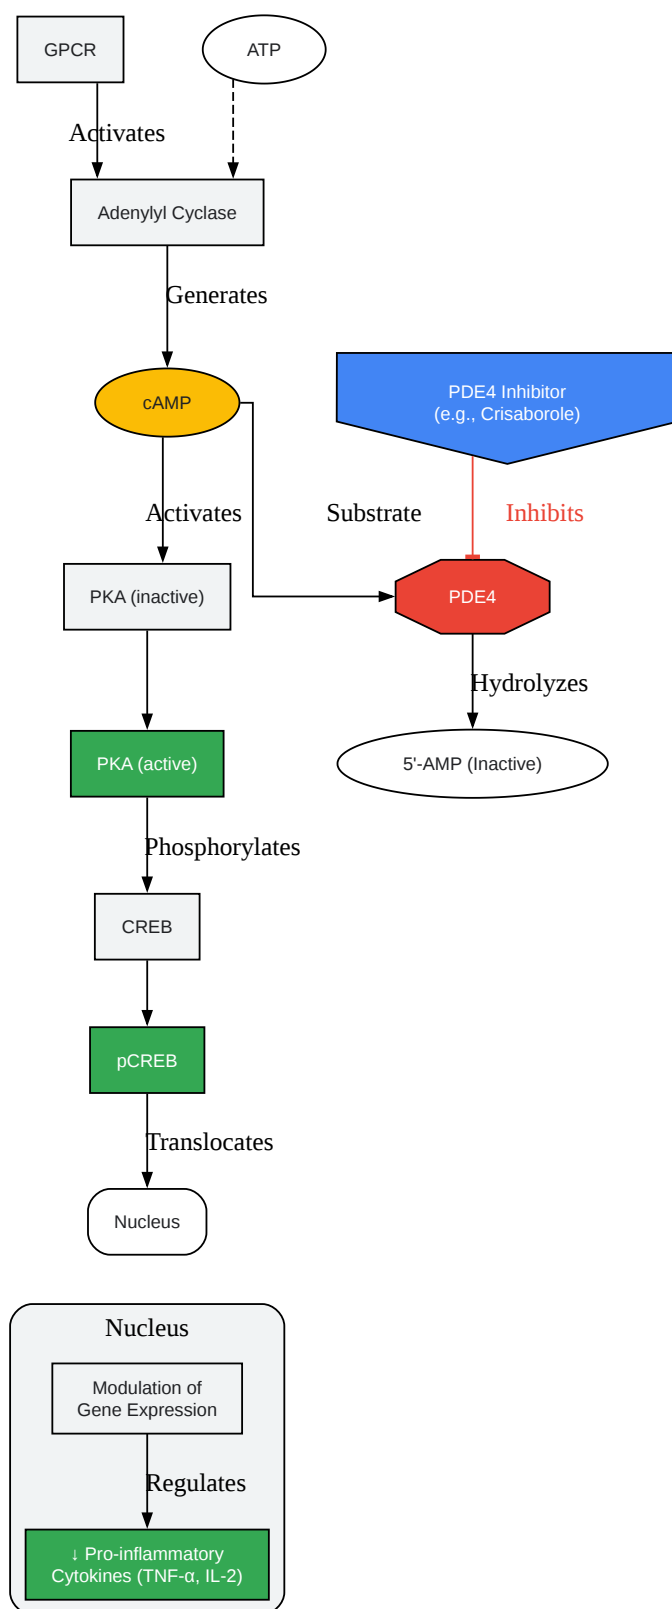 GPCR
ATP
Activates
Adenylyl Cyclase
Generates
PDE4 Inhibitor
(e.g., Crisaborole)
cAMP
Activates
Substrate
Inhibits
PKA (inactive)
PDE4
Hydrolyzes
PKA (active)
5'-AMP (Inactive)
Phosphorylates
CREB
pCREB
Translocates
Nucleus
Nucleus
Modulation of
Gene Expression
Regulates
↓ Pro-inflammatory
Cytokines (TNF-α, IL-2)